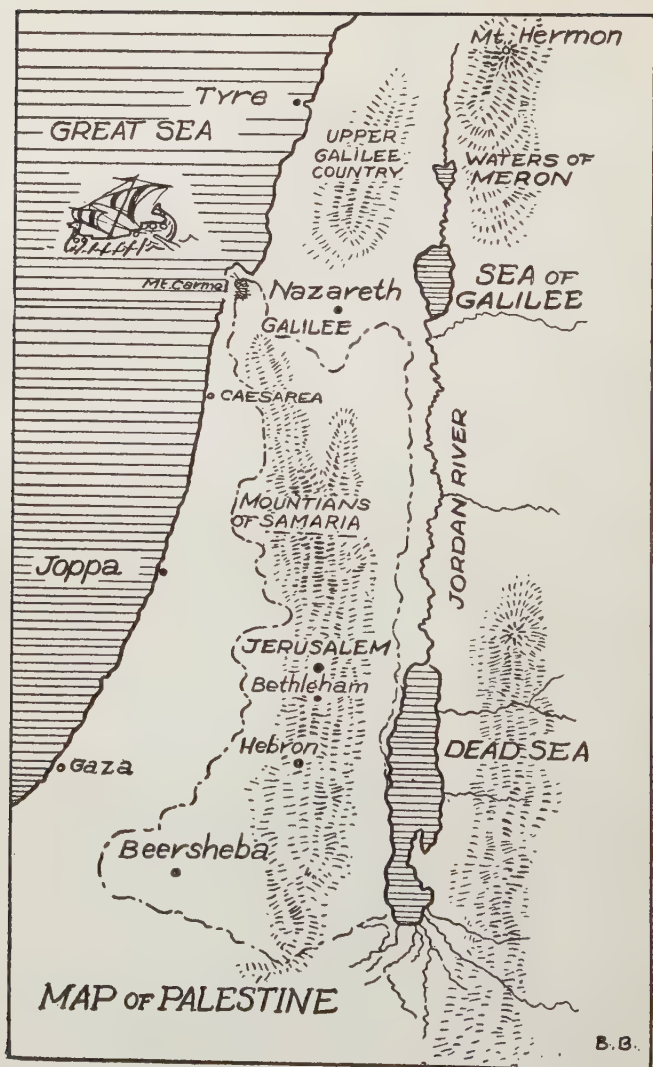 Mt. Hermon
Tyre
GREAT SEA
UPPER
GALILEE
COUNTRY
WATERS OF
MERON
SEA OF
GALILEE
Mt. Carmel
Nazareth
GALILEE
CAESAREA
JORDAN RIVER
MOUNTIANS
OF SAMARIA
Joppa
JERUSALEM
Bethleham
Hebron
DEAD SEA
Gaza
Beersheba
MAP OF PALESTINE
B.B.